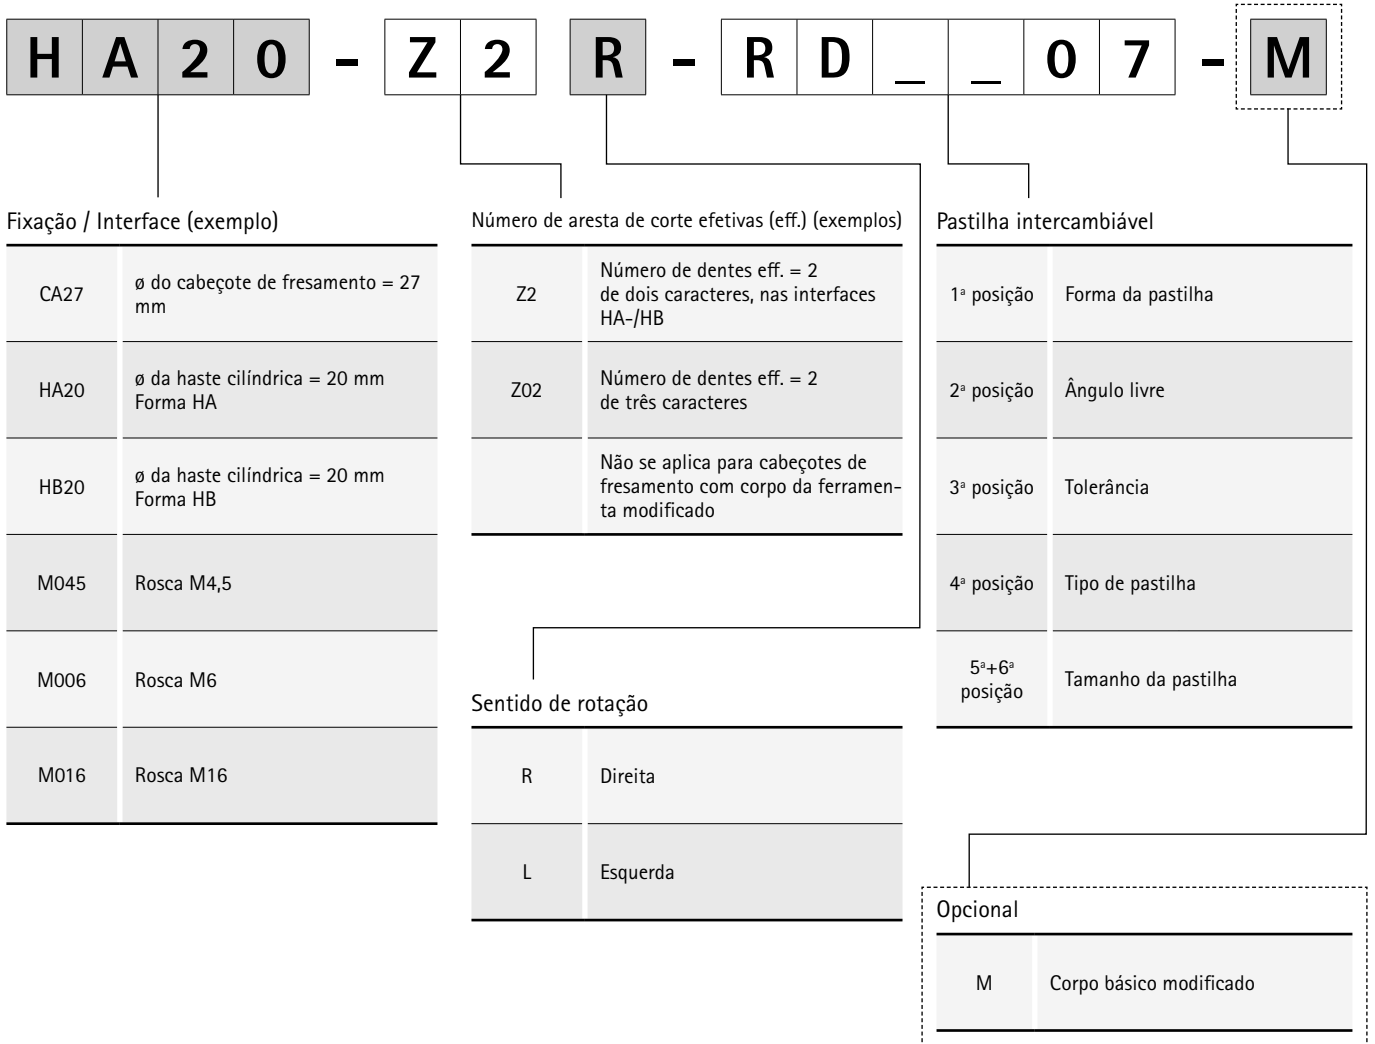 HA20 - Z2 R - RD__07 - M
Fixação / Interface (exemplo)
CA27
ø do cabeçote de fresamento = 27
mm
HA20
ø da haste cilíndrica = 20 mm
Forma HA
HB20
ø da haste cilíndrica = 20 mm
Forma HB
M045
Rosca M4,5
M006
Rosca M6
M016
Rosca M16
Número de aresta de corte efetivas (eff.) (exemplos)
Z2
Número de dentes eff. = 2
de dois caracteres, nas interfaces
HA-/HB
Z02
Número de dentes eff. = 2
de três caracteres
Não se aplica para cabeçotes de
fresamento com corpo da ferramen-
ta modificado
Sentido de rotação
R
Direita
L
Esquerda
Pastilha intercambiável
1ª posição
Forma da pastilha
2ª posição
Ângulo livre
3ª posição
Tolerância
4ª posição
Tipo de pastilha
5ª+6ª
posição
Tamanho da pastilha
Opcional
M
Corpo básico modificado